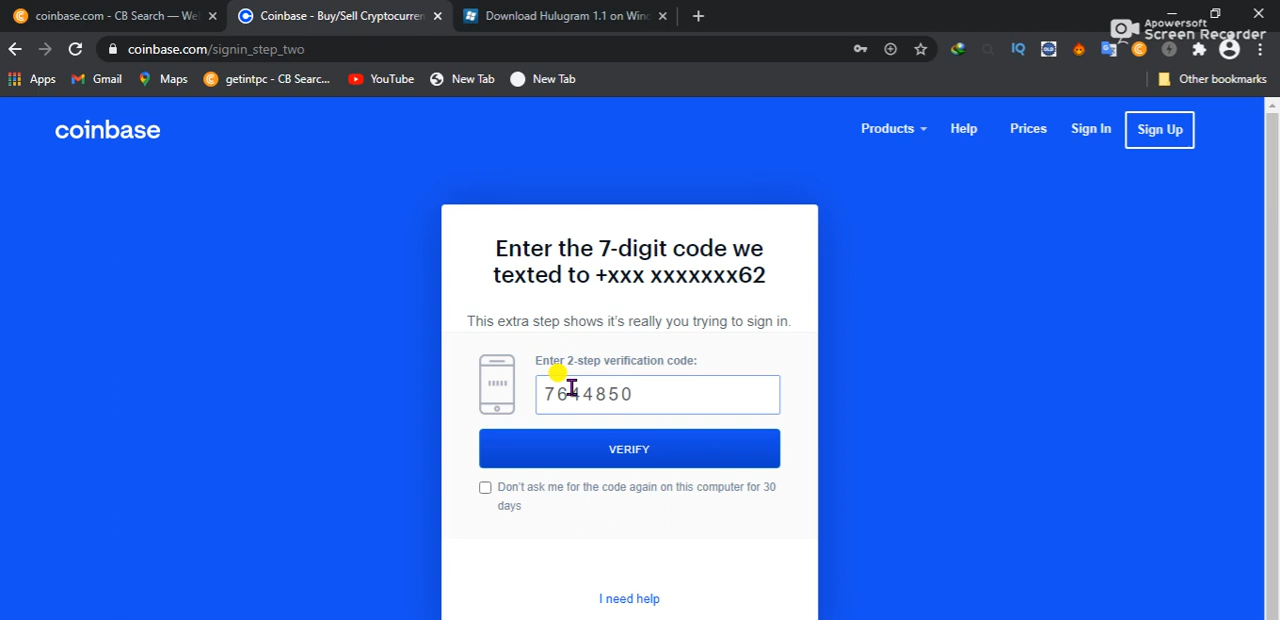 coinbase.com - CB Search — We
Coinbase - Buy/Sell Cryptocurren
Download Hulugram 1.1 on Wind
Apowersoft
Screen Recorder
coinbase.com/signin_step_two
IQ
OLD
Apps
Gmail
Maps
getintpc - CB Searc...
YouTube
New Tab
New Tab
Other bookmarks
coinbase
Products
Help
Prices
Sign In
Sign Up
Enter the 7-digit code we
texted to +xxx xxxxxxx62
This extra step shows it's really you trying to sign in.
Enter 2-step verification code:
7644850
VERIFY
Don't ask me for the code again on this computer for 30
days
I need help